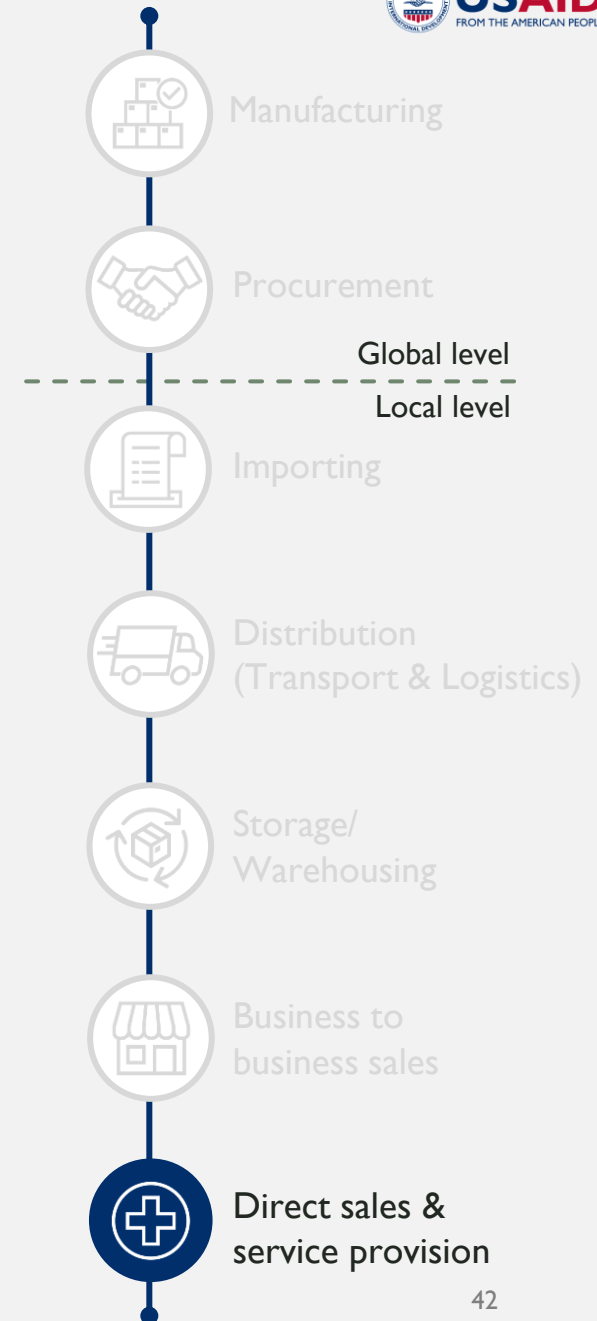 USAID
FROM THE AMERICAN PEOPL
Manufacturing
Procurement
Global level
Local level
Importing
Distribution
(Transport & Logistics)
Storage/
Warehousing
Business to
business sales
Direct sales &
service provision
42